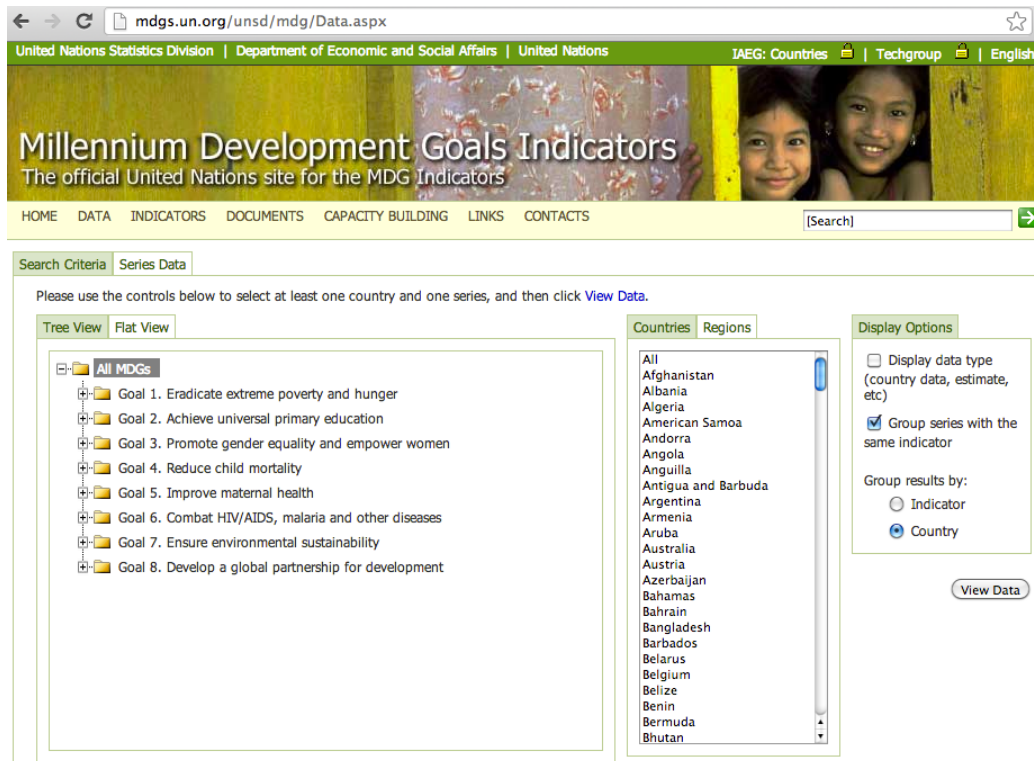 mdgs.un.org/unsd/mdg/Data.aspx
United Nations Statistics Division | Department of Economic and Social Affairs | United Nations IAEG: Countries | Techgroup | English
Millennium Development Goals Indicators
The official United Nations site for the MDG Indicators
HOME DATA INDICATORS DOCUMENTS CAPACITY BUILDING LINKS CONTACTS [Search]
Search Criteria Series Data
Please use the controls below to select at least one country and one series, and then click View Data.
Tree View Flat View
All MDGs
Goal 1. Eradicate extreme poverty and hunger
Goal 2. Achieve universal primary education
Goal 3. Promote gender equality and empower women
Goal 4. Reduce child mortality
Goal 5. Improve maternal health
Goal 6. Combat HIV/AIDS, malaria and other diseases
Goal 7. Ensure environmental sustainability
Goal 8. Develop a global partnership for development
Countries Regions
All
Afghanistan
Albania
Algeria
American Samoa
Andorra
Angola
Anguilla
Antigua and Barbuda
Argentina
Armenia
Aruba
Australia
Austria
Azerbaijan
Bahamas
Bahrain
Bangladesh
Barbados
Belarus
Belgium
Belize
Benin
Bermuda
Bhutan
Display Options
Display data type
(country data, estimate,
etc)
Group series with the
same indicator
Group results by:
Indicator
Country
View Data